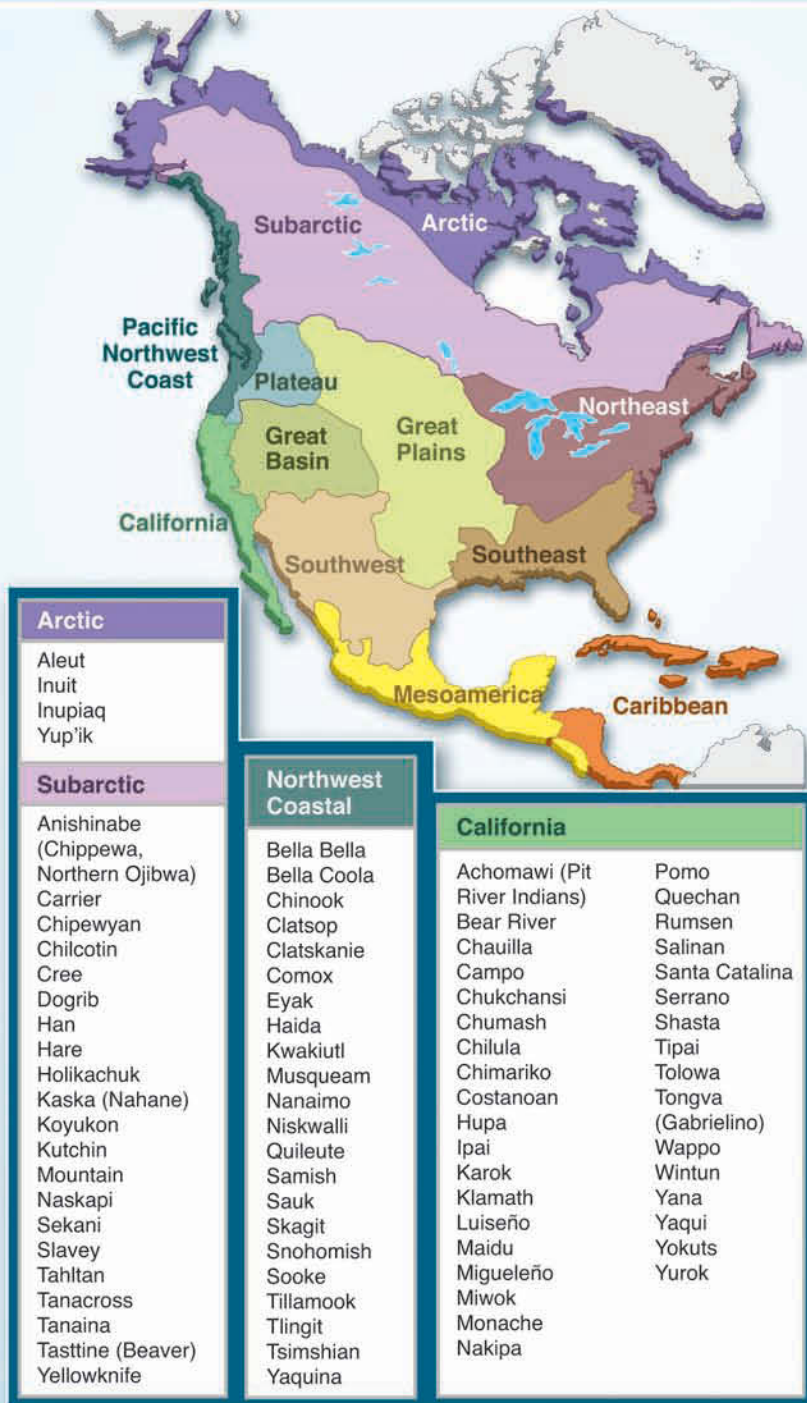 Subarctic
Arctic
Pacific
Northwest
Coast
Plateau
Great
Basin
Great
Plains
Northeast
California
Southwest
Southeast
Mesoamerica
Caribbean
Arctic
Aleut
Inuit
Inupiaq
Yup'ik
Subarctic
Anishinabe
(Chippewa,
Northern Ojibwa)
Carrier
Chipewyan
Chilcotin
Cree
Dogrib
Han
Hare
Holikachuk
Kaska (Nahane)
Koyukon
Kutchin
Mountain
Naskapi
Sekani
Slavey
Tahltan
Tanacross
Tanaina
Tasttine (Beaver)
Yellowknife
Northwest
Coastal
Bella Bella
Bella Coola
Chinook
Clatsop
Clatskanie
Comox
Eyak
Haida
Kwakiutl
Musqueam
Nanaimo
Niskwalli
Quileute
Samish
Sauk
Skagit
Snohomish
Sooke
Tillamook
Tlingit
Tsimshian
Yaquina
California
Achomawi (Pit
River Indians)
Bear River
Chauilla
Campo
Chukchansi
Chumash
Chilula
Chimariko
Costanoan
Hupa
Ipai
Karok
Klamath
Luiseño
Maidu
Migueleño
Miwok
Monache
Nakipa
Pomo
Quechan
Rumsen
Salinan
Santa Catalina
Serrano
Shasta
Tipai
Tolowa
Tongva
(Gabrielino)
Wappo
Wintun
Yana
Yaqui
Yokuts
Yurok